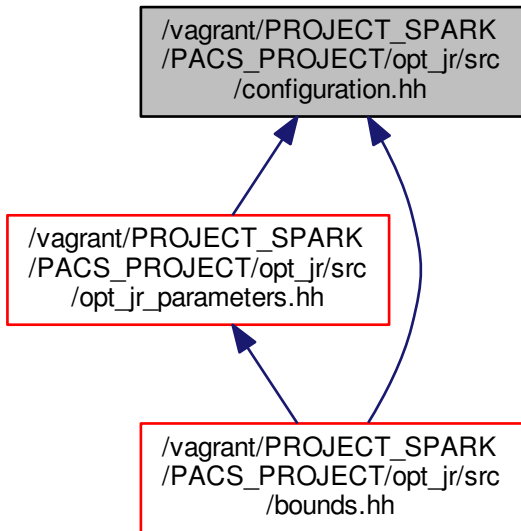 /vagrant/PROJECT_SPARK
/PACS_PROJECT/opt_jr/src
/configuration.hh
/vagrant/PROJECT_SPARK
/PACS_PROJECT/opt_jr/src
/opt_jr_parameters.hh
/vagrant/PROJECT_SPARK
/PACS_PROJECT/opt_jr/src
/bounds.hh